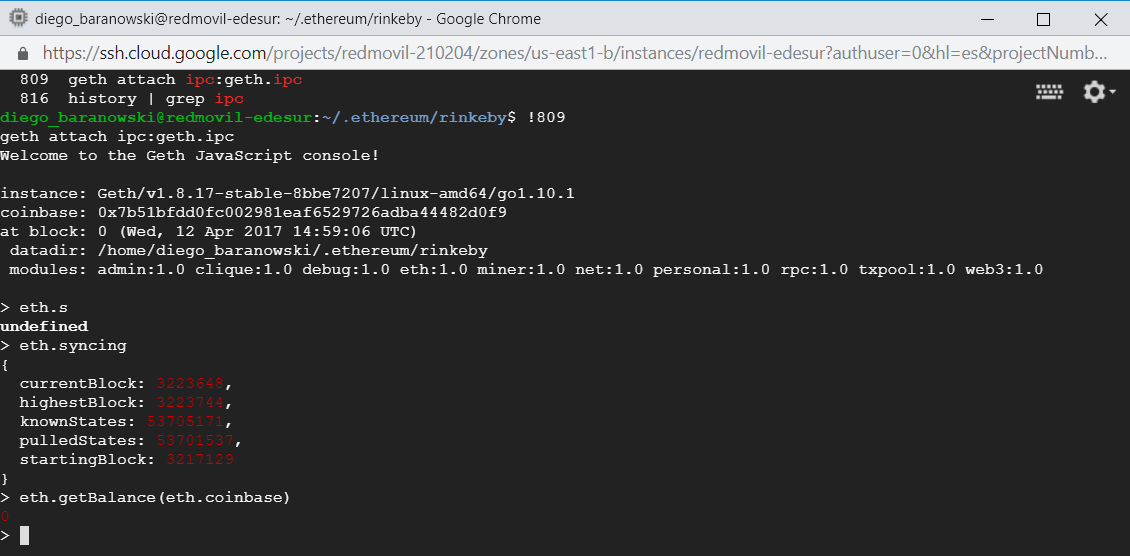 diego_baranowski@redmovil-edesur: ~/.ethereum/rinkeby - Google Chrome
https://ssh.cloud.google.com/projects/redmovil-210204/zones/us-east1-b/instances/redmovil-edesur?authuser=0&hl=es&projectNumb...
809 geth attach ipc:geth.ipc
816 history | grep ipc
diego_baranowski@redmovil-edesur:~/.ethereum/rinkeby$ !809
geth attach ipc:geth.ipc
Welcome to the Geth JavaScript console!
instance: Geth/v1.8.17-stable-8bbe7207/linux-amd64/go1.10.1
coinbase: 0x7b51bfdd0fc002981eaf6529726adba44482d0f9
at block: 0 (Wed, 12 Apr 2017 14:59:06 UTC)
datadir: /home/diego_baranowski/.ethereum/rinkeby
modules: admin:1.0 clique:1.0 debug:1.0 eth:1.0 miner:1.0 net:1.0 personal:1.0 rpc:1.0 txpool:1.0 web3:1.0
> eth.s
undefined
> eth.syncing
{
currentBlock: 3223648,
highestBlock: 3223744,
knownStates: 53705171,
pulledStates: 53701537,
startingBlock: 3217129
}
> eth.getBalance(eth.coinbase)
0
>